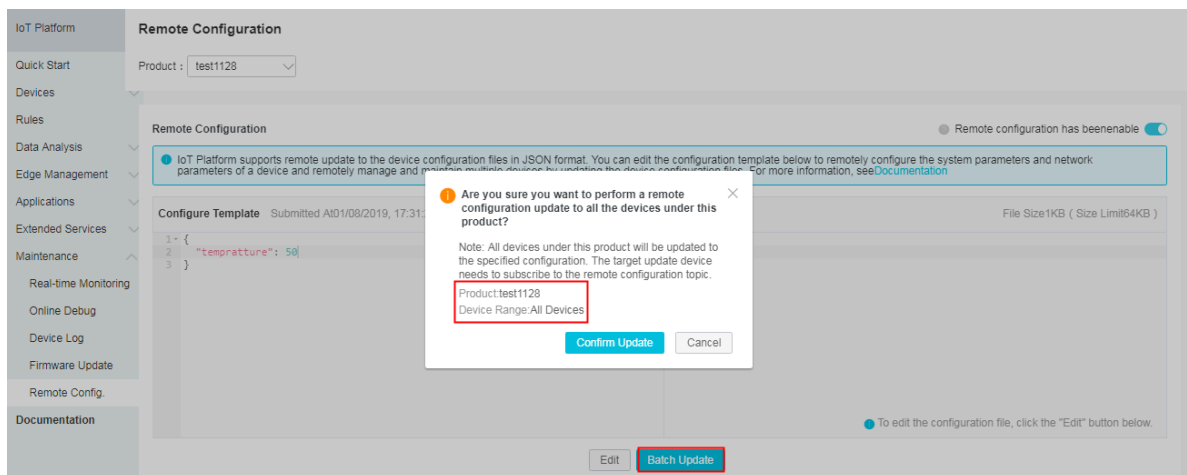 IoT Platform
Remote Configuration
Quick Start
Product : test1128
Devices
Rules
Remote Configuration
Remote configuration has beenenable
Data Analysis
IoT Platform supports remote update to the device configuration files in JSON format. You can edit the configuration template below to remotely configure the system parameters and network
parameters of a device and remotely manage and maintain multiple devices by updating the device configuration files. For more information, seeDocumentation
Edge Management
Applications
Extended Services
Maintenance
Real-time Monitoring
Online Debug
Device Log
Firmware Update
Remote Config.
Documentation
Configure Template Submitted At01/08/2019, 17:31:
File Size1KB ( Size Limit64KB )
1 {
2 "tempratture": 50
3 }
Are you sure you want to perform a remote
configuration update to all the devices under this
product?
Note: All devices under this product will be updated to
the specified configuration. The target update device
needs to subscribe to the remote configuration topic.
Product:test1128
Device Range:All Devices
Confirm Update Cancel
To edit the configuration file, click the "Edit" button below.
Edit Batch Update